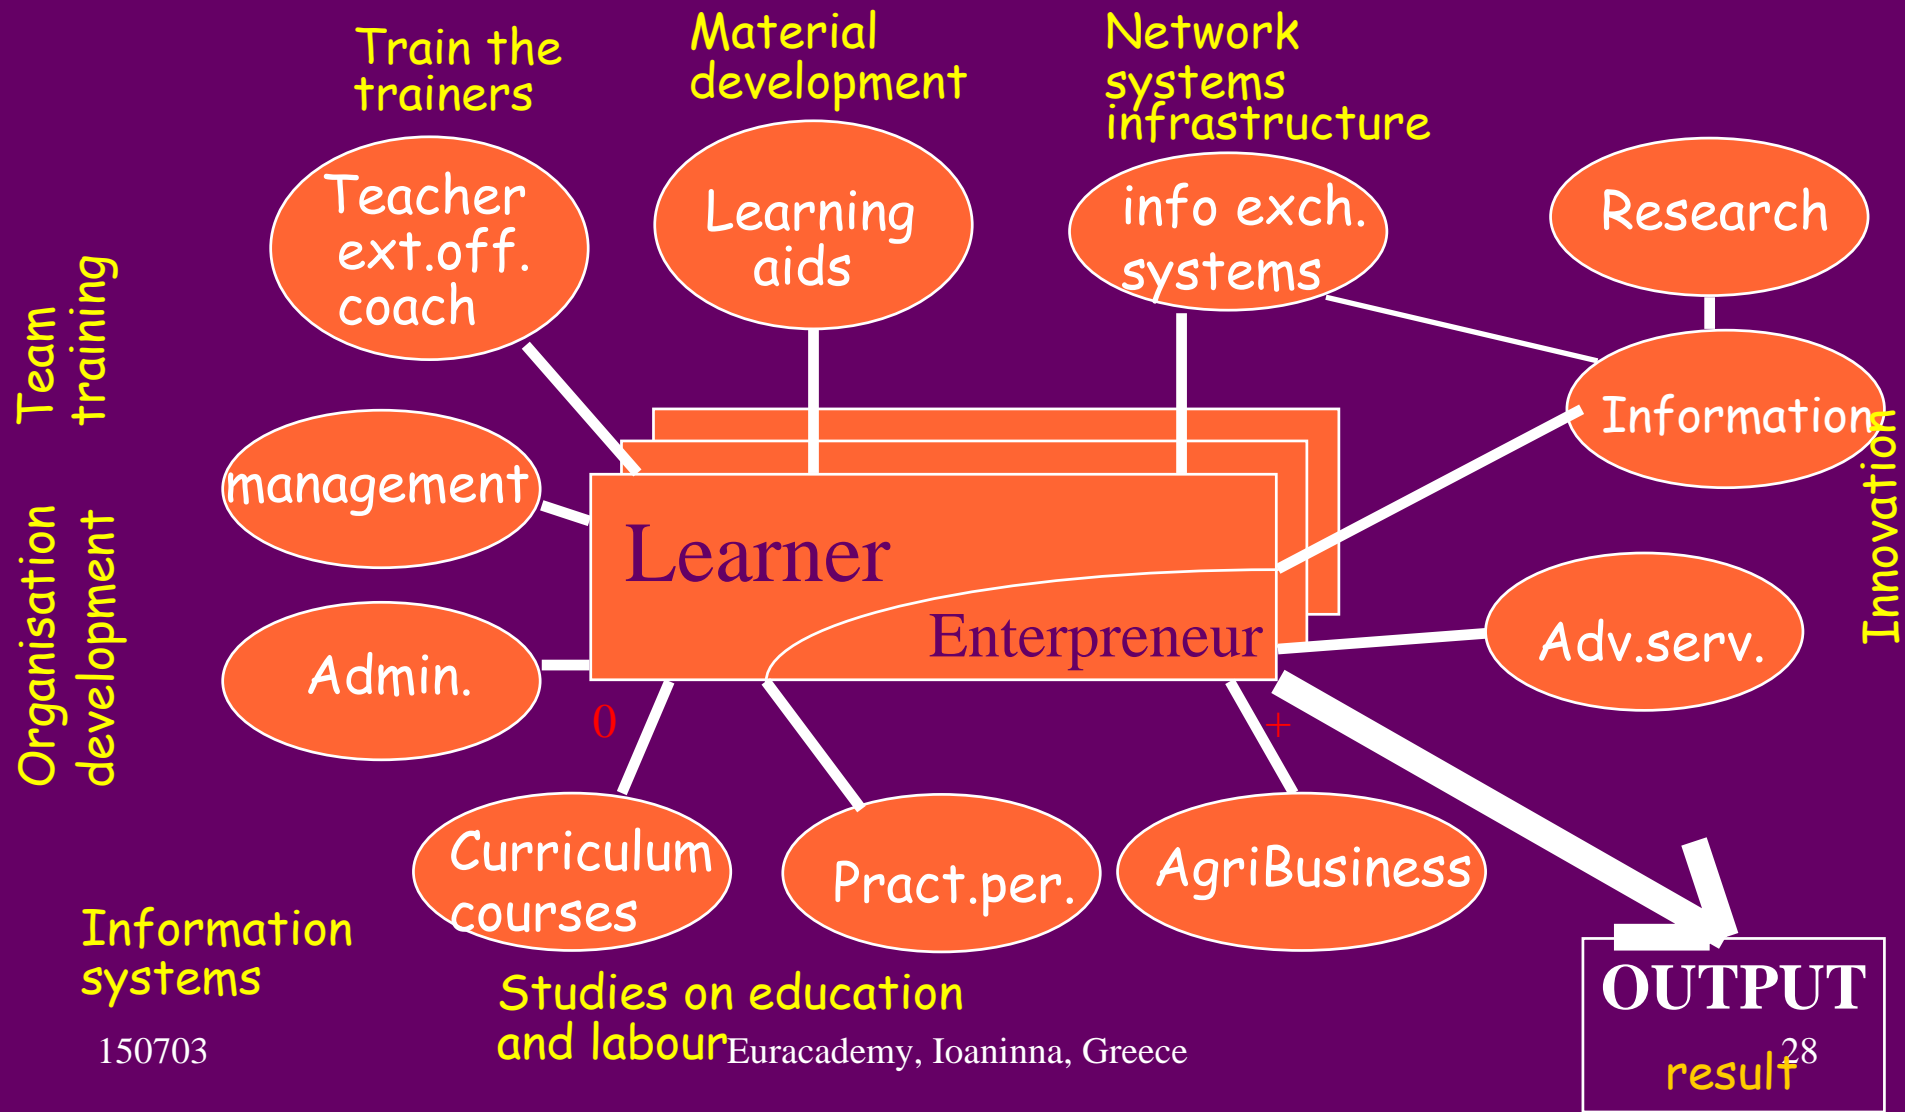 Train the
trainers
Material
development
Network
systems
infrastructure
Teacher
ext.off.
coach
Learning
aids
info exch.
systems
Research
Team
training
Information
Innovation
management
Organisation
development
Learner
Enterpreneur
Admin.
Adv.serv.
0
+
Curriculum
courses
Pract.per.
AgriBusiness
Information
systems
Studies on education
and labour
OUTPUT
result
150703
Euracademy, Ioaninna, Greece
28